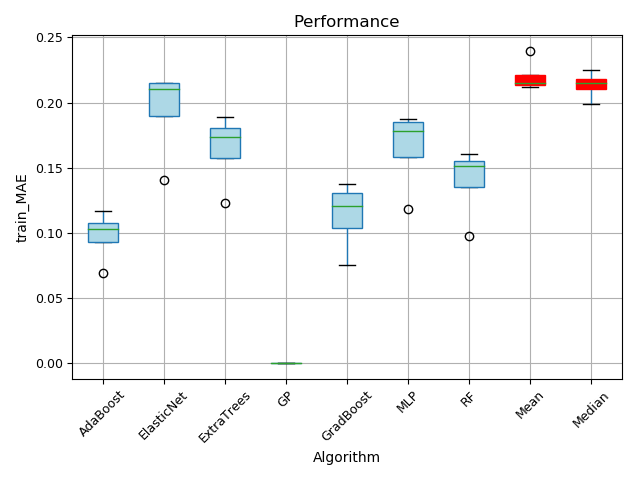 Performance
train_MAE
0.25
0.20
0.15
0.10
0.05
0.00
AdaBoost
ElasticNet
ExtraTrees
GP
GradBoost
MLP
RF
Mean
Median
Algorithm